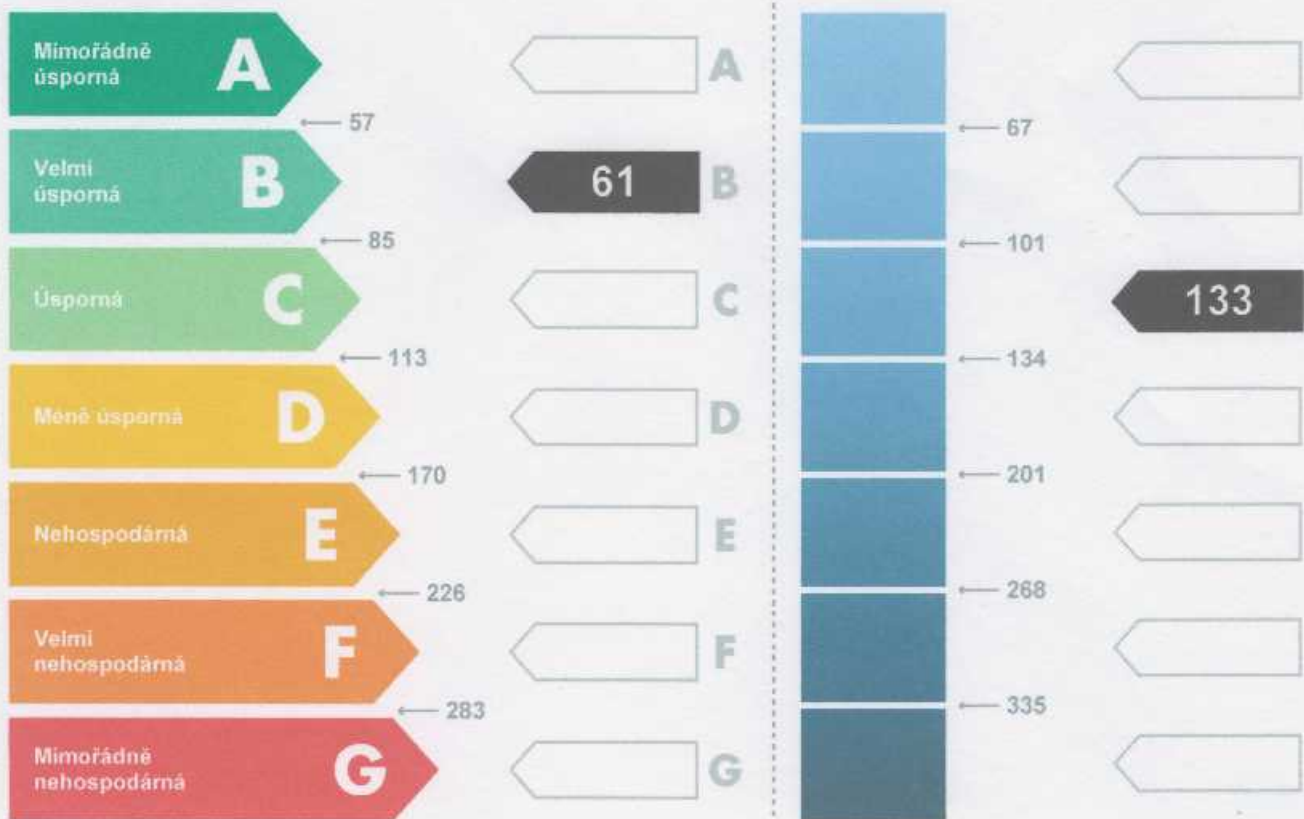 Mimořádně
úsporná
A
A
57
67
Velmi
úsporná
B
61
B
85
101
Úsporná
C
C
133
113
134
Méně úsporná
D
D
170
201
Nehospodárná
E
E
226
268
Velmi
nehospodárná
F
F
283
335
Mimořádně
nehospodárná
G
G